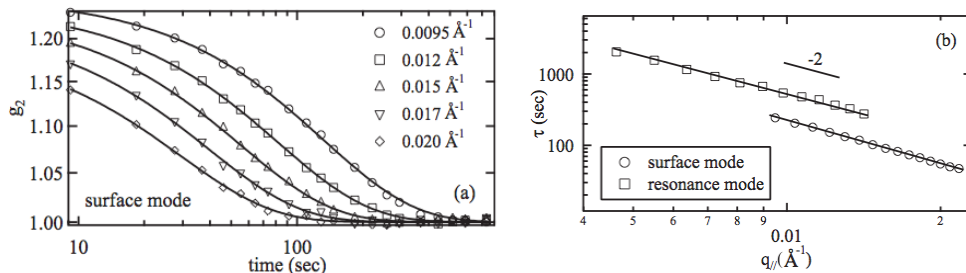 1.20
1.15
1.10
1.05
1.00
g2
10
100
time (sec)
0.0095 Å-1
0.012 Å-1
0.015 Å-1
0.017 Å-1
0.020 Å-1
surface mode
(a)
(b)
-2
1000
100
τ (sec)
surface mode
resonance mode
4
5
6
7
8
9
0.01
2
q// (Å-1)